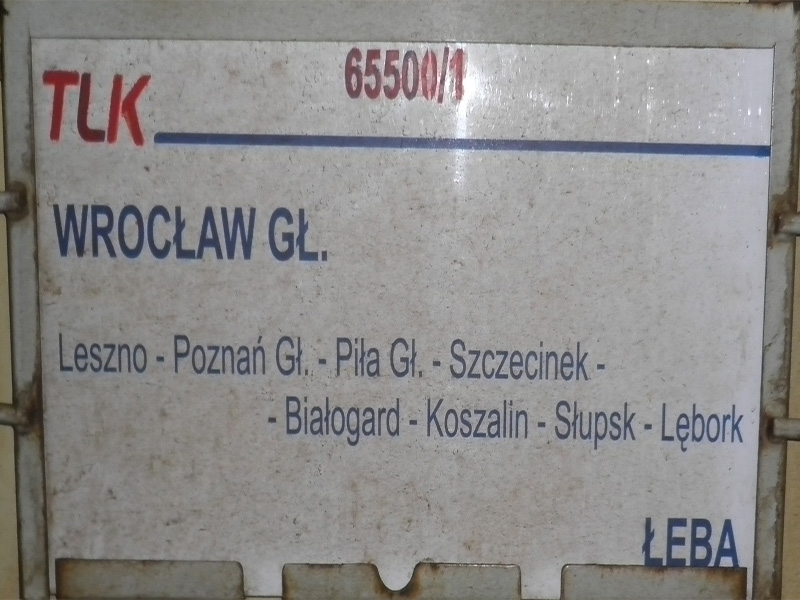 65500/1
TLK
WROCŁAW GŁ.
Leszno - Poznań Gł. - Piła Gł. - Szczecinek -
- Białogard - Koszalin - Słupsk - Lębork
ŁEBA